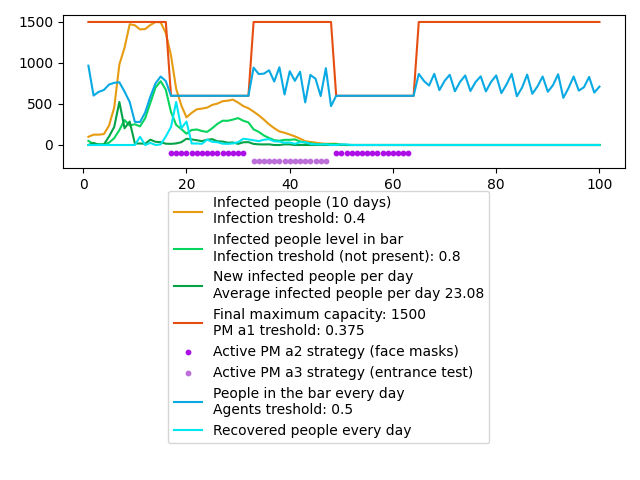 1500
1000
500
0
0 20 40 60 80 100
Infected people (10 days)
Infection treshold: 0.4
Infected people level in bar
Infection treshold (not present): 0.8
New infected people per day
Average infected people per day 23.08
Final maximum capacity: 1500
PM a1 treshold: 0.375
Active PM a2 strategy (face masks)
Active PM a3 strategy (entrance test)
People in the bar every day
Agents treshold: 0.5
Recovered people every day